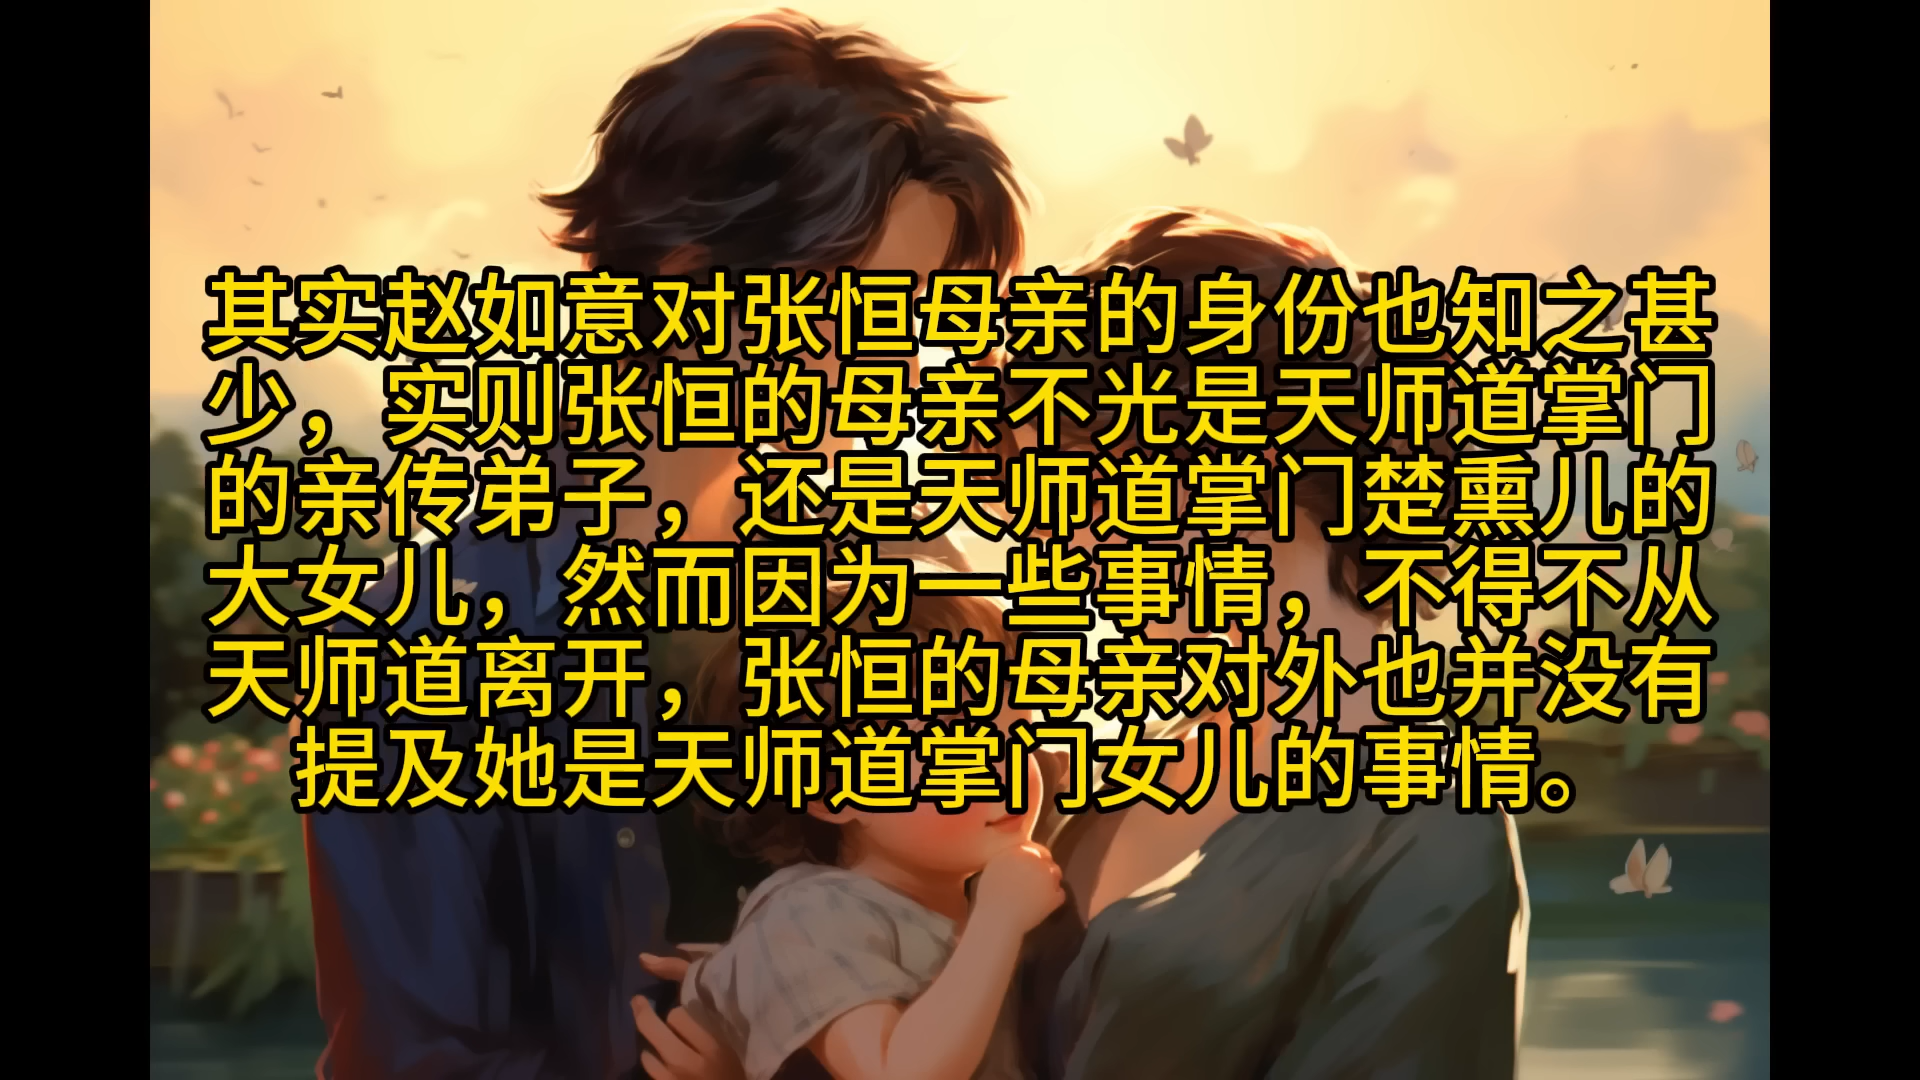 其实赵如意对张恒母亲的身份也知之甚
少，实则张恒的母亲不光是天师道掌门
的亲传弟子，还是天师道掌门楚熏儿的
大女儿，然而因为一些事情，不得不从
天师道离开，张恒的母亲对外也并没有
提及她是天师道掌门女儿的事情。